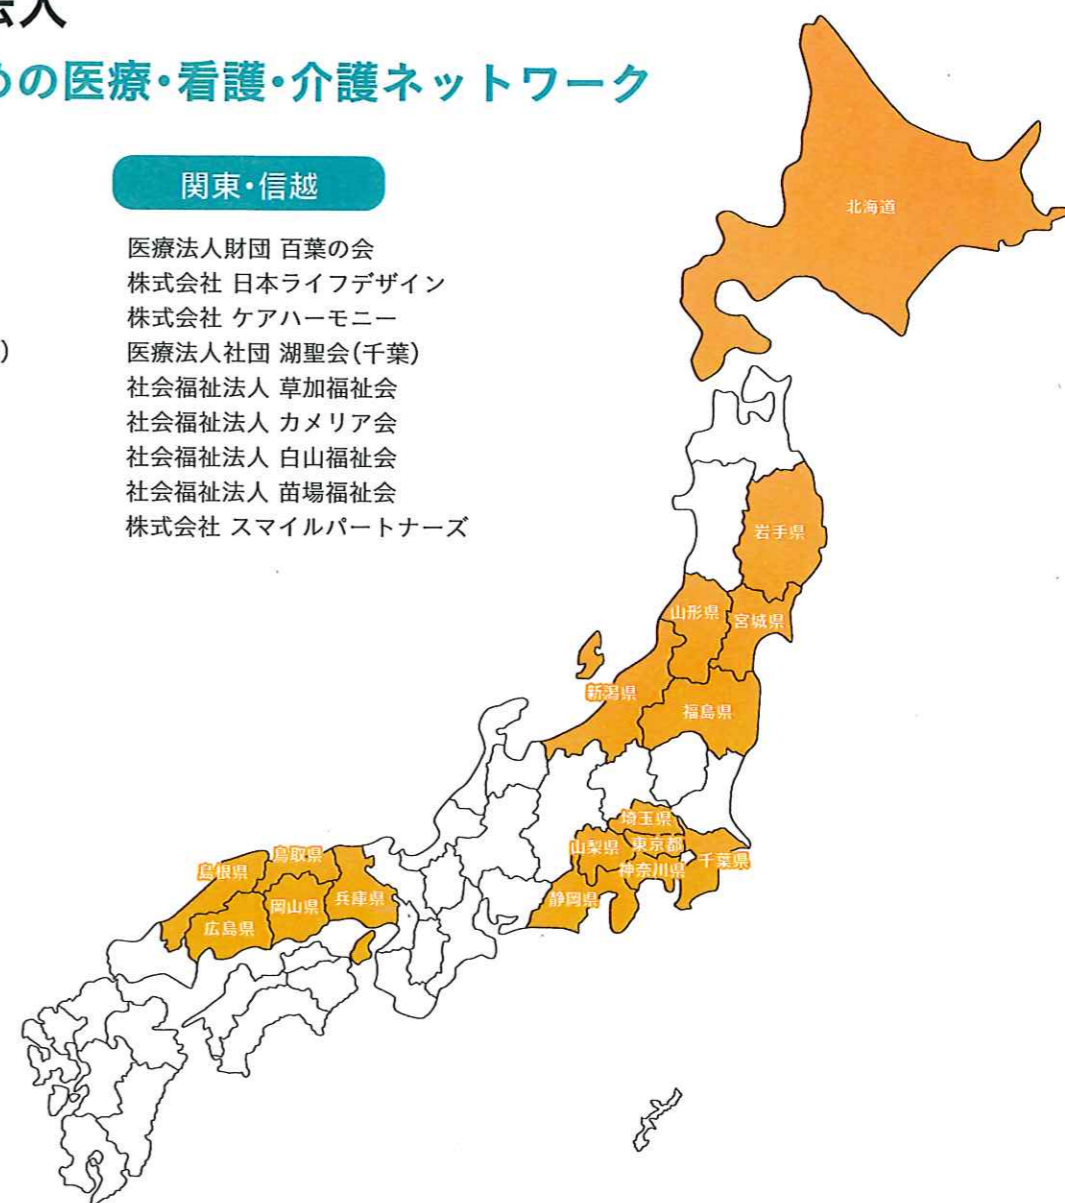 会人
めの医療・看護・介護ネットワーク
)
関東・信越
医療法人財団 百葉の会
株式会社 日本ライフデザイン
株式会社 ケアハーモニー
医療法人社団 湖聖会(千葉)
社会福祉法人 草加福祉会
社会福祉法人 カメリア会
社会福祉法人 白山福祉会
社会福祉法人 苗場福祉会
株式会社 スマイルパートナーズ
北海道
岩手県
山形県
宮城県
新潟県
福島県
埼玉県
山梨県
東京都
千葉県
神奈川県
静岡県
鳥取県
島根県
岡山県
兵庫県
広島県